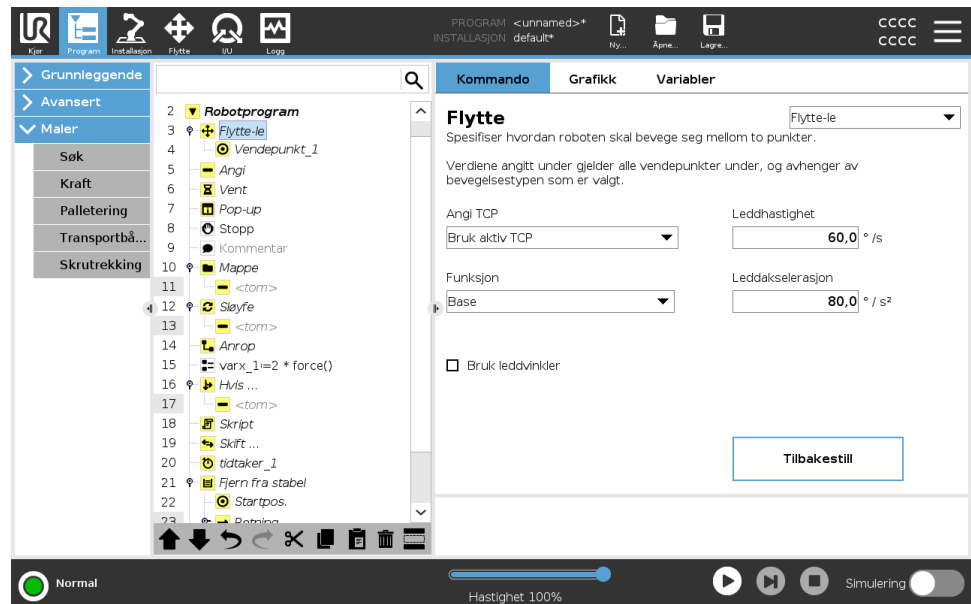 PROGRAM <unnamed>*
INSTALLASJON default*
UR
Kjør
Program
Installasjon
Flytte
I/U
Logg
Ny...
Åpne...
Lagre...
CCCC
CCCC
Grunnleggende
Avansert
Maler
Søk
Kraft
Palletering
Transportbå...
Skrutrekking
2 Robotprogram
3 Flytte-le
4 Vendepunkt_1
5 Angi
6 Vent
7 Pop-up
8 Stopp
9 Kommentar
10 Mappe
11 <tom>
12 Sløyfe
13 <tom>
14 Anrop
15 varx_1:=2 * force()
16 Hvis ...
17 <tom>
18 Skript
19 Skift ...
20 tidtaker_1
21 Fjern fra stabel
22 Startpos.
23 Retning
Kommando
Grafikk
Variabler
Flytte
Flytte-le
Spesifiser hvordan roboten skal bevege seg mellom to punkter.
Verdiene angitt under gjelder alle vendepunkter under, og avhenger av
bevegelsestypen som er valgt.
Angi TCP
Leddhastighet
Bruk aktiv TCP
60,0 ° /s
Funksjon
Leddakselerasjon
Base
80,0 ° / s²
Bruk leddvinkler
Tilbakestill
Normal
Hastighet 100%
Simulering